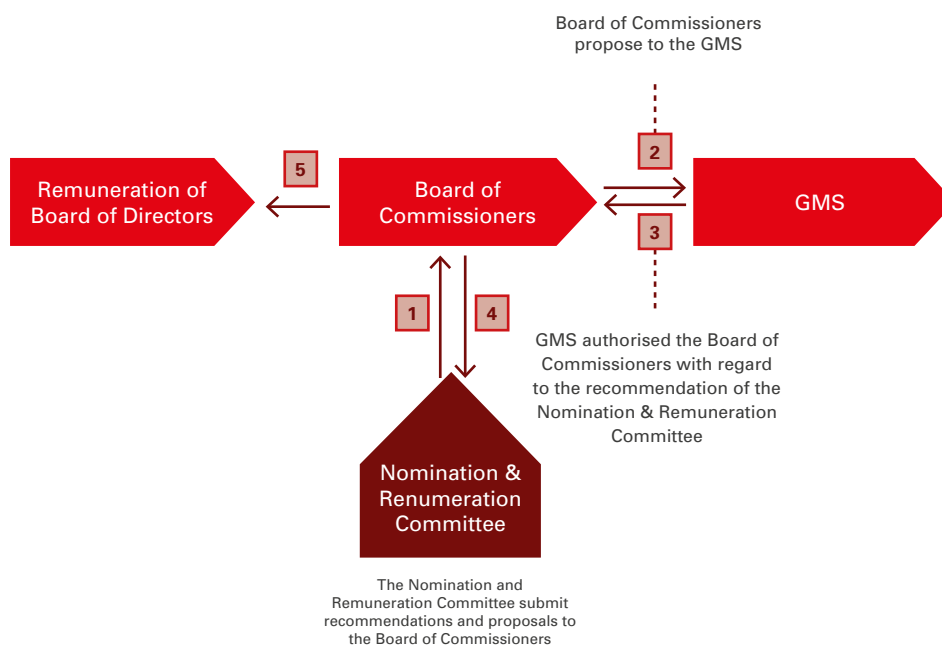 Board of Commissioners
propose to the GMS
2
5
Remuneration of
Board of Directors
Board of
Commissioners
GMS
3
1
4
GMS authorised the Board of
Commissioners with regard
to the recommendation of the
Nomination & Remuneration
Committee
Nomination &
Renumeration
Committee
The Nomination and
Remuneration Committee submit
recommendations and proposals to
the Board of Commissioners